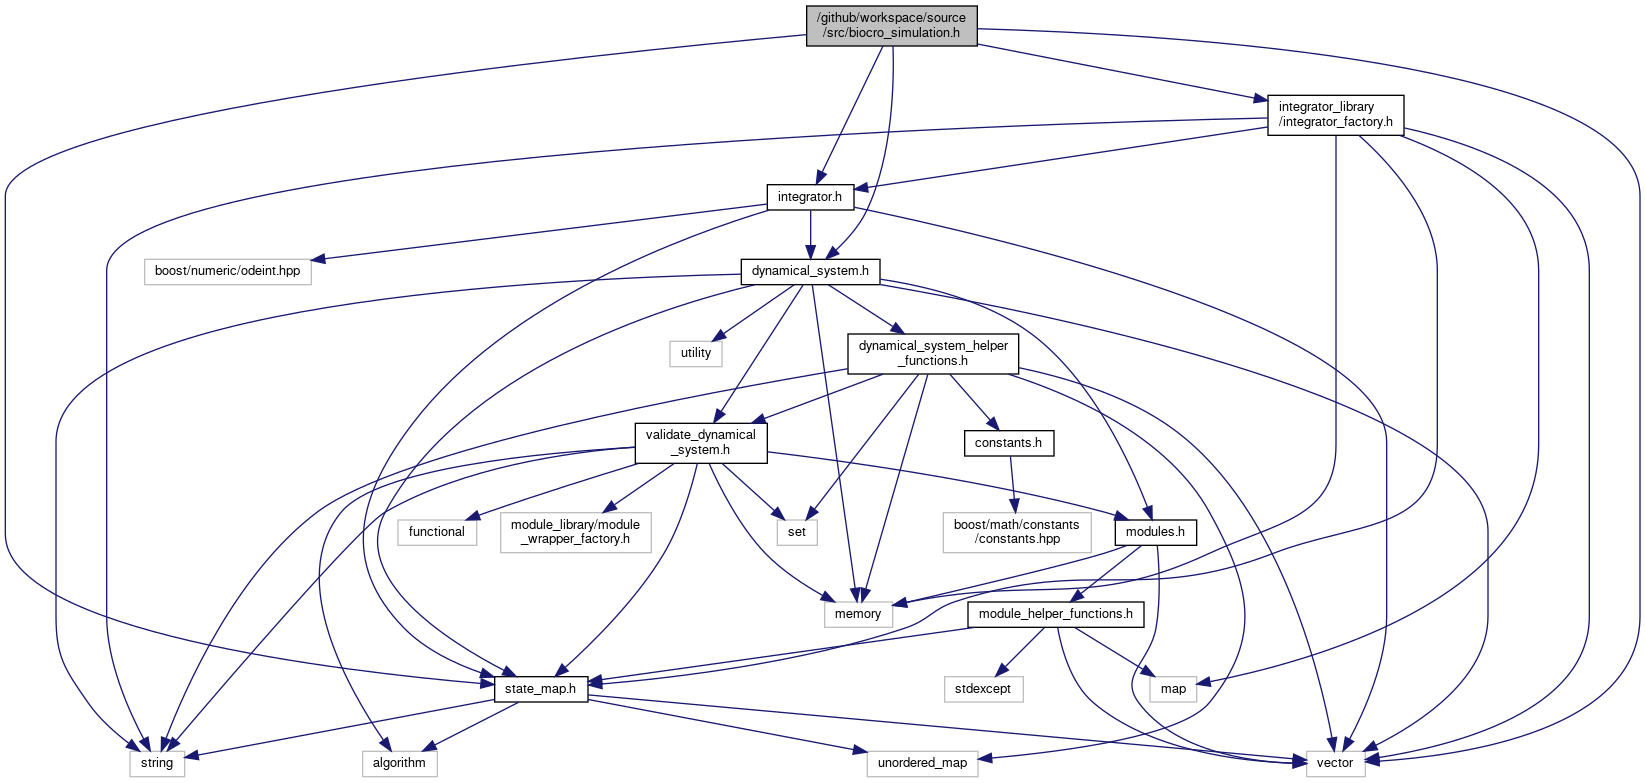 /github/workspace/source
/src/biocro_simulation.h
integrator_library
/integrator_factory.h
integrator.h
boost/numeric/odeint.hpp
dynamical_system.h
utility
dynamical_system_helper
_functions.h
validate_dynamical
_system.h
constants.h
functional
module_library/module
_wrapper_factory.h
set
boost/math/constants
/constants.hpp
modules.h
memory
module_helper_functions.h
state_map.h
stdexcept
map
string
algorithm
unordered_map
vector